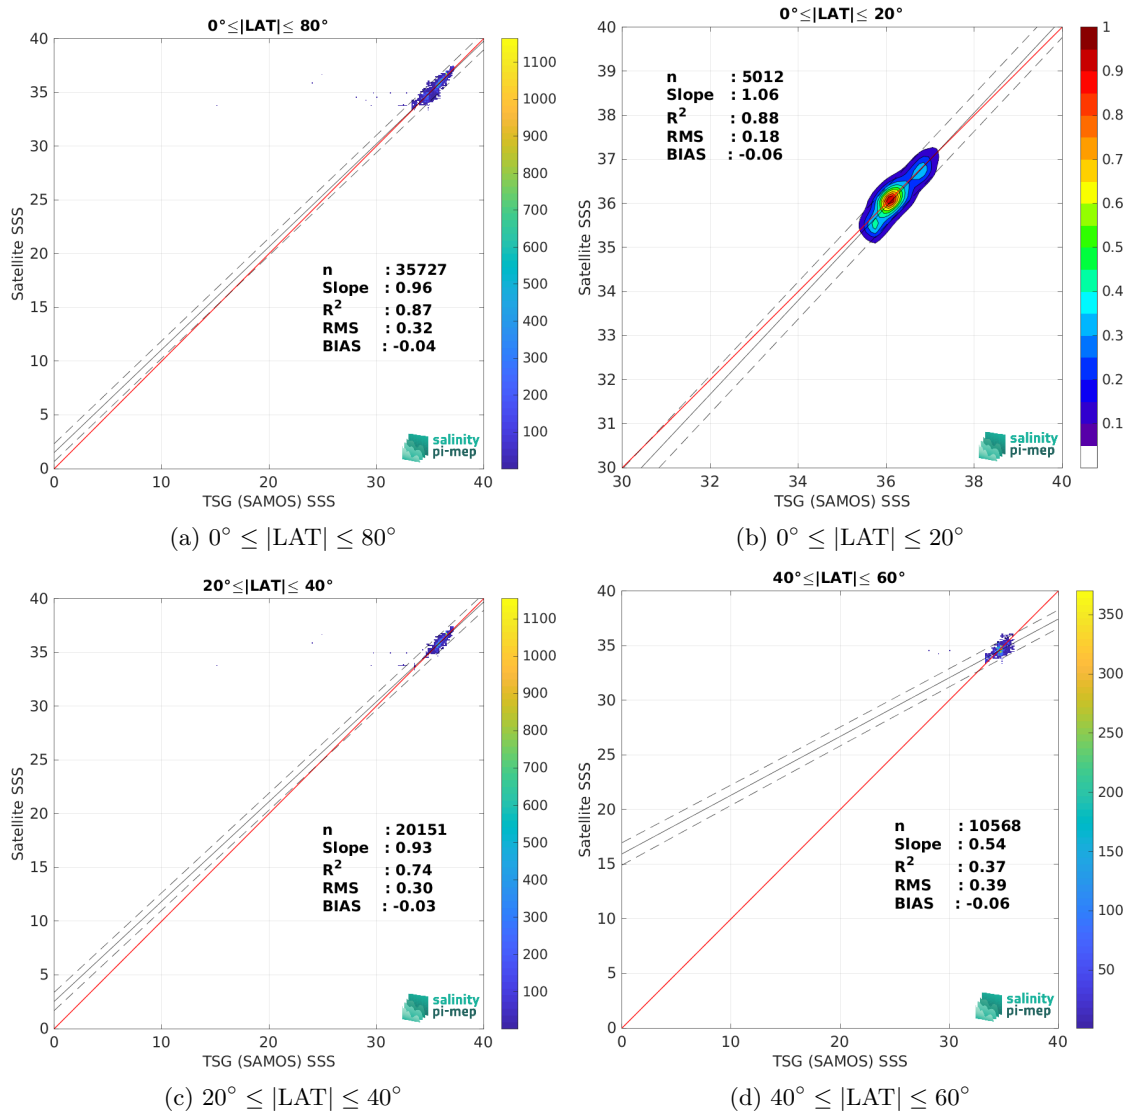 0°≤|LAT|≤ 80°
40
35
30
25
20
15
10
5
0
0
10
20
30
40
Satellite SSS
TSG (SAMOS) SSS
n : 35727
Slope : 0.96
R² : 0.87
RMS : 0.32
BIAS : -0.04
salinity
pi-mep
1100
1000
900
800
700
600
500
400
300
200
100
(a) 0° ≤ |LAT| ≤ 80°
0°≤|LAT|≤ 20°
40
39
38
37
36
35
34
33
32
31
30
30
32
34
36
38
40
Satellite SSS
TSG (SAMOS) SSS
n : 5012
Slope : 1.06
R² : 0.88
RMS : 0.18
BIAS : -0.06
salinity
pi-mep
1
0.9
0.8
0.7
0.6
0.5
0.4
0.3
0.2
0.1
(b) 0° ≤ |LAT| ≤ 20°
20°≤|LAT|≤ 40°
40
35
30
25
20
15
10
5
0
0
10
20
30
40
Satellite SSS
TSG (SAMOS) SSS
n : 20151
Slope : 0.93
R² : 0.74
RMS : 0.30
BIAS : -0.03
salinity
pi-mep
1100
1000
900
800
700
600
500
400
300
200
100
(c) 20° ≤ |LAT| ≤ 40°
40°≤|LAT|≤ 60°
40
35
30
25
20
15
10
5
0
0
10
20
30
40
Satellite SSS
TSG (SAMOS) SSS
n : 10568
Slope : 0.54
R² : 0.37
RMS : 0.39
BIAS : -0.06
salinity
pi-mep
350
300
250
200
150
100
50
(d) 40° ≤ |LAT| ≤ 60°